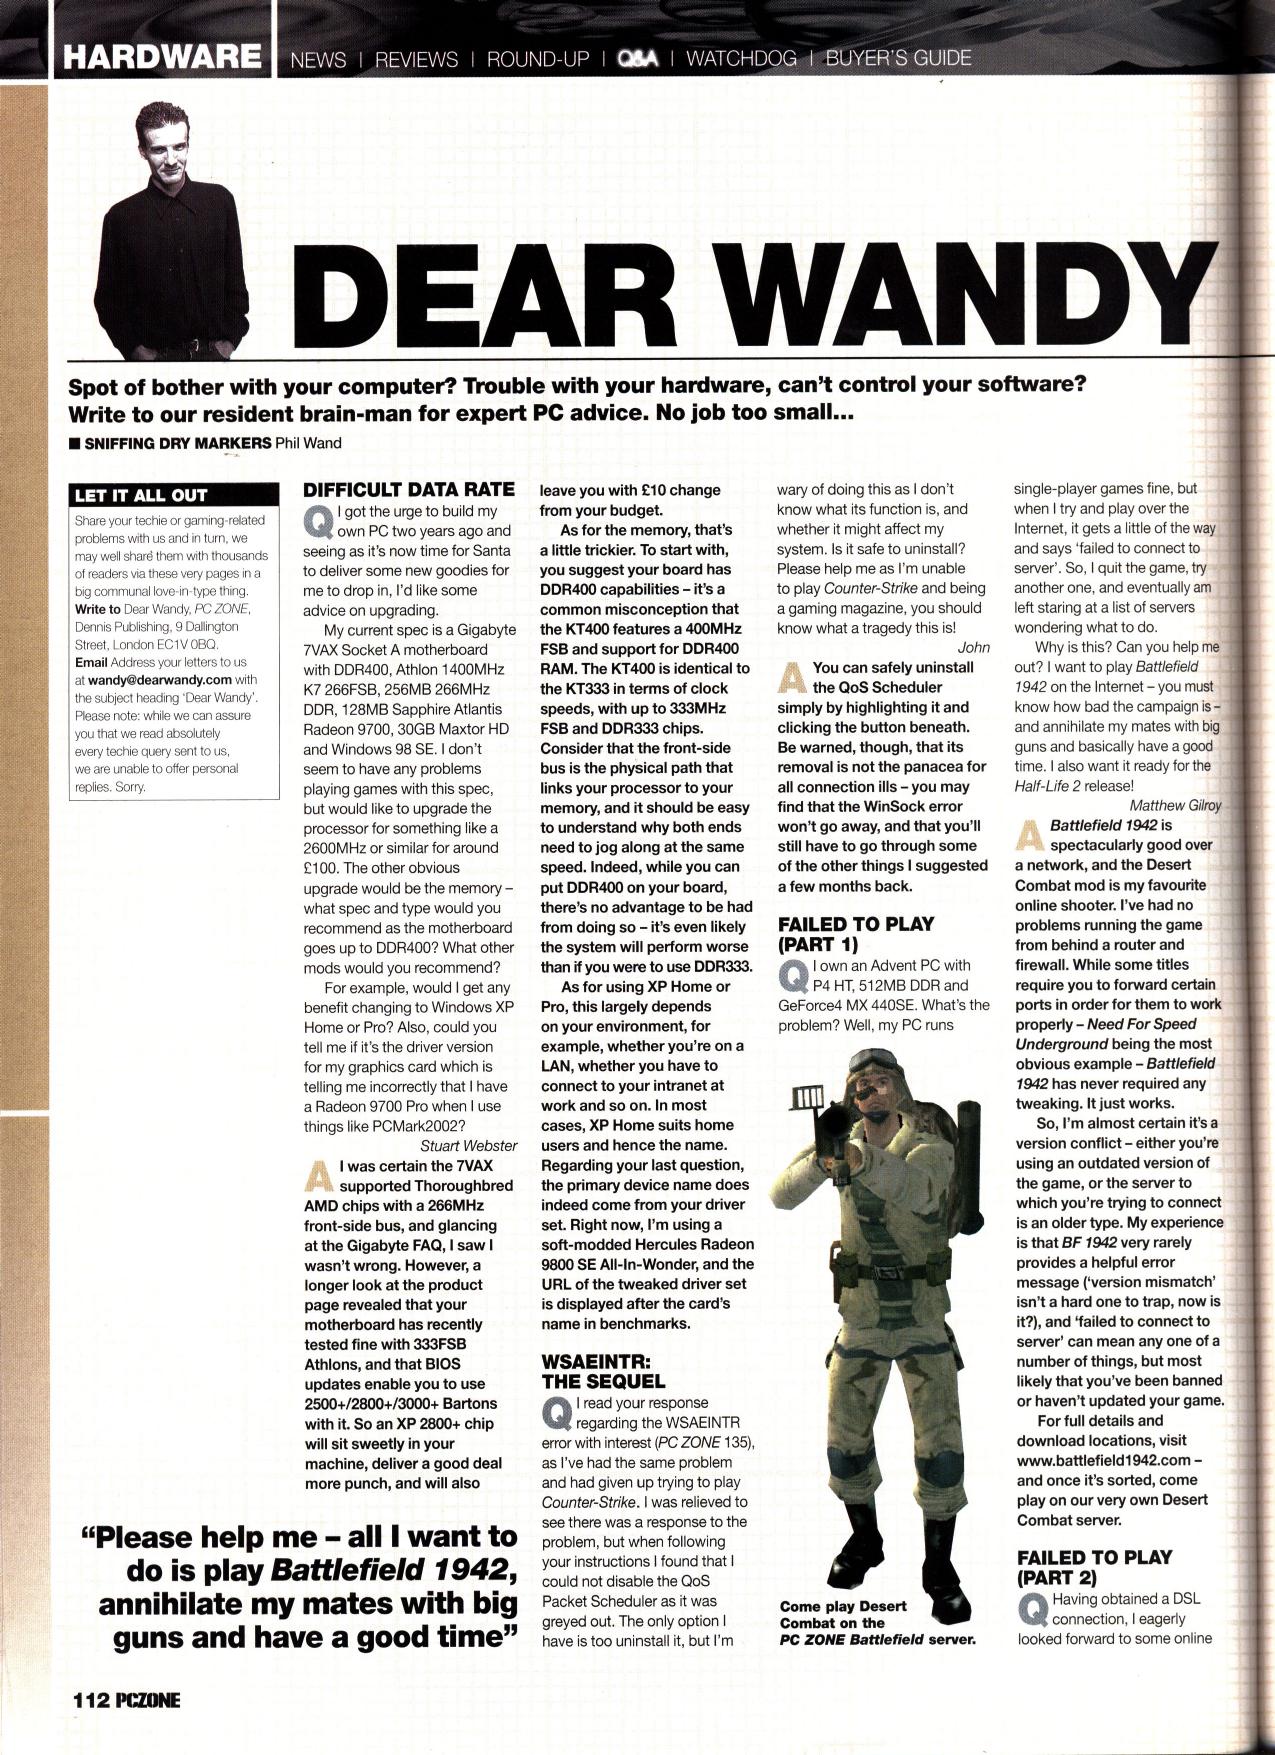 HARDWARE
NEWS | REVIEWS | ROUND-UP | Q&A | WATCHDOG | BUYER'S GUIDE
DEAR WANDY
Spot of bother with your computer? Trouble with your hardware, can't control your software?
Write to our resident brain-man for expert PC advice. No job too small...
■ SNIFFING DRY MARKERS Phil Wand
LET IT ALL OUT
Share your techie or gaming-related
problems with us and in turn, we
may well share them with thousands
of readers via these very pages in a
big communal love-in-type thing.
Write to Dear Wandy, PC ZONE,
Dennis Publishing, 9 Dallington
Street, London EC1V 0BQ.
Email Address your letters to us
at wandy@dearwandy.com with
the subject heading 'Dear Wandy'.
Please note: while we can assure
you that we read absolutely
every techie query sent to us,
we are unable to offer personal
replies. Sorry.
DIFFICULT DATA RATE
Q I got the urge to build my
own PC two years ago and
seeing as it's now time for Santa
to deliver some new goodies for
me to drop in, I'd like some
advice on upgrading.
My current spec is a Gigabyte
7VAX Socket A motherboard
with DDR400, Athlon 1400MHz
K7 266FSB, 256MB 266MHz
DDR, 128MB Sapphire Atlantis
Radeon 9700, 30GB Maxtor HD
and Windows 98 SE. I don't
seem to have any problems
playing games with this spec,
but would like to upgrade the
processor for something like a
2600MHz or similar for around
£100. The other obvious
upgrade would be the memory –
what spec and type would you
recommend as the motherboard
goes up to DDR400? What other
mods would you recommend?
For example, would I get any
benefit changing to Windows XP
Home or Pro? Also, could you
tell me if it's the driver version
for my graphics card which is
telling me incorrectly that I have
a Radeon 9700 Pro when I use
things like PCMark2002?
Stuart Webster
A I was certain the 7VAX
supported Thoroughbred
AMD chips with a 266MHz
front-side bus, and glancing
at the Gigabyte FAQ, I saw I
wasn't wrong. However, a
longer look at the product
page revealed that your
motherboard has recently
tested fine with 333FSB
Athlons, and that BIOS
updates enable you to use
2500+/2800+/3000+ Bartons
with it. So an XP 2800+ chip
will sit sweetly in your
machine, deliver a good deal
more punch, and will also
leave you with £10 change
from your budget.
As for the memory, that's
a little trickier. To start with,
you suggest your board has
DDR400 capabilities – it's a
common misconception that
the KT400 features a 400MHz
FSB and support for DDR400
RAM. The KT400 is identical to
the KT333 in terms of clock
speeds, with up to 333MHz
FSB and DDR333 chips.
Consider that the front-side
bus is the physical path that
links your processor to your
memory, and it should be easy
to understand why both ends
need to jog along at the same
speed. Indeed, while you can
put DDR400 on your board,
there's no advantage to be had
from doing so – it's even likely
the system will perform worse
than if you were to use DDR333.
As for using XP Home or
Pro, this largely depends
on your environment, for
example, whether you're on a
LAN, whether you have to
connect to your intranet at
work and so on. In most
cases, XP Home suits home
users and hence the name.
Regarding your last question,
the primary device name does
indeed come from your driver
set. Right now, I'm using a
soft-modded Hercules Radeon
9800 SE All-In-Wonder, and the
URL of the tweaked driver set
is displayed after the card's
name in benchmarks.
WSAEINTR:
THE SEQUEL
Q I read your response
regarding the WSAEINTR
error with interest (PC ZONE 135),
as I've had the same problem
and had given up trying to play
Counter-Strike. I was relieved to
see there was a response to the
problem, but when following
your instructions I found that I
could not disable the QoS
Packet Scheduler as it was
greyed out. The only option I
have is too uninstall it, but I'm
wary of doing this as I don't
know what its function is, and
whether it might affect my
system. Is it safe to uninstall?
Please help me as I'm unable
to play Counter-Strike and being
a gaming magazine, you should
know what a tragedy this is!
John
A You can safely uninstall
the QoS Scheduler
simply by highlighting it and
clicking the button beneath.
Be warned, though, that its
removal is not the panacea for
all connection ills – you may
find that the WinSock error
won't go away, and that you'll
still have to go through some
of the other things I suggested
a few months back.
FAILED TO PLAY
(PART 1)
Q I own an Advent PC with
P4 HT, 512MB DDR and
GeForce4 MX 440SE. What's the
problem? Well, my PC runs
single-player games fine, but
when I try and play over the
Internet, it gets a little of the way
and says 'failed to connect to
server'. So, I quit the game, try
another one, and eventually am
left staring at a list of servers
wondering what to do.
Why is this? Can you help me
out? I want to play Battlefield
1942 on the Internet – you must
know how bad the campaign is –
and annihilate my mates with big
guns and basically have a good
time. I also want it ready for the
Half-Life 2 release!
Matthew Gilroy
A Battlefield 1942 is
spectacularly good over
a network, and the Desert
Combat mod is my favourite
online shooter. I've had no
problems running the game
from behind a router and
firewall. While some titles
require you to forward certain
ports in order for them to work
properly – Need For Speed
Underground being the most
obvious example – Battlefield
1942 has never required any
tweaking. It just works.
So, I'm almost certain it's a
version conflict – either you're
using an outdated version of
the game, or the server to
which you're trying to connect
is an older type. My experience
is that BF 1942 very rarely
provides a helpful error
message ('version mismatch'
isn't a hard one to trap, now is
it?), and 'failed to connect to
server' can mean any one of a
number of things, but most
likely that you've been banned
or haven't updated your game.
For full details and
download locations, visit
www.battlefield1942.com –
and once it's sorted, come
play on our very own Desert
Combat server.
FAILED TO PLAY
(PART 2)
Q Having obtained a DSL
connection, I eagerly
looked forward to some online
Come play Desert
Combat on the
PC ZONE Battlefield server.
“Please help me – all I want to
do is play Battlefield 1942,
annihilate my mates with big
guns and have a good time”
112 PCZONE